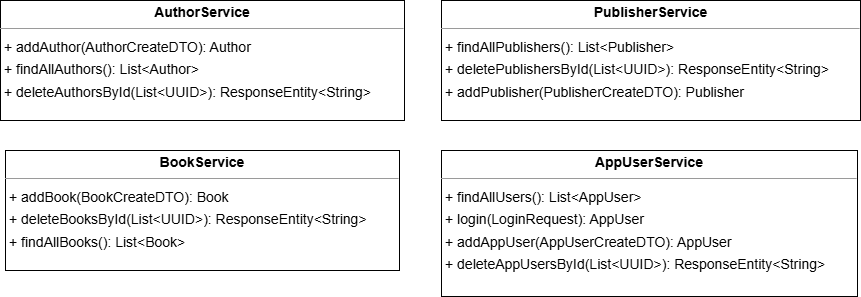 AuthorService
+ addAuthor(AuthorCreateDTO): Author
+ findAllAuthors(): List<Author>
+ deleteAuthorsById(List<UUID>): ResponseEntity<String>
PublisherService
+ findAllPublishers(): List<Publisher>
+ deletePublishersById(List<UUID>): ResponseEntity<String>
+ addPublisher(PublisherCreateDTO): Publisher
BookService
+ addBook(BookCreateDTO): Book
+ deleteBooksById(List<UUID>): ResponseEntity<String>
+ findAllBooks(): List<Book>
AppUserService
+ findAllUsers(): List<AppUser>
+ login(LoginRequest): AppUser
+ addAppUser(AppUserCreateDTO): AppUser
+ deleteAppUsersById(List<UUID>): ResponseEntity<String>